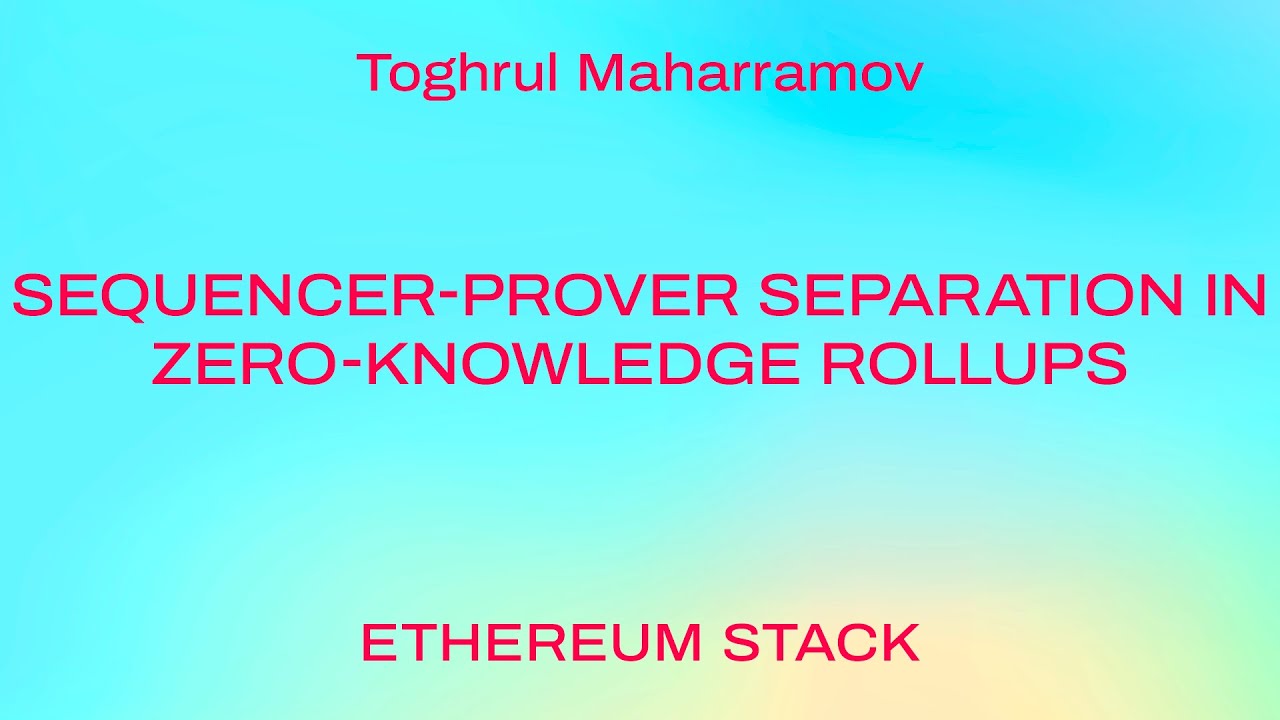 Toghrul Maharramov
SEQUENCER-PROVER SEPARATION IN
ZERO-KNOWLEDGE ROLLUPS
ETHEREUM STACK